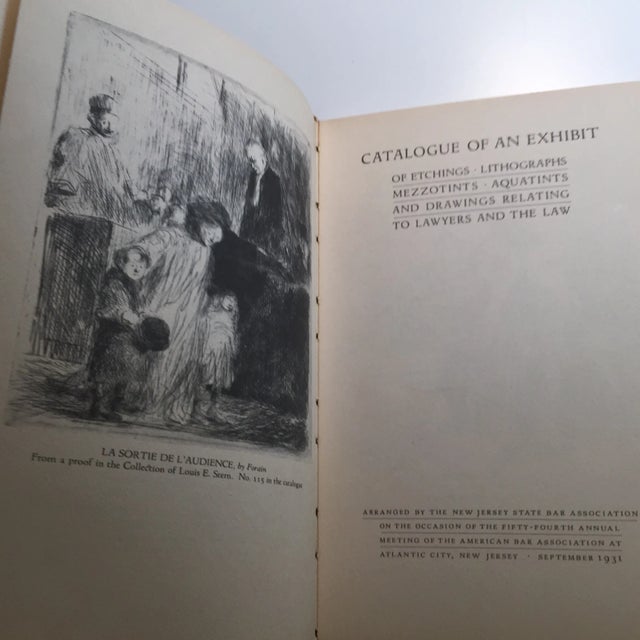 LA SORTIE DE L'AUDIENCE, by Forain
From a proof in the Collection of Louis E. Stern. No. 115 in the catalogue
CATALOGUE OF AN EXHIBIT
OF ETCHINGS · LITHOGRAPHS
MEZZOTINTS · AQUATINTS
AND DRAWINGS RELATING
TO LAWYERS AND THE LAW
ARRANGED BY THE NEW JERSEY STATE BAR ASSOCIATION
ON THE OCCASION OF THE FIFTY-FOURTH ANNUAL
MEETING OF THE AMERICAN BAR ASSOCIATION AT
ATLANTIC CITY, NEW JERSEY · SEPTEMBER 1931